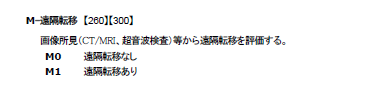 M-遠隔転移 【260】【300】
画像所見(CT/MRI、超音波検査)等から遠隔転移を評価する。
M0 遠隔転移なし
M1 遠隔転移あり